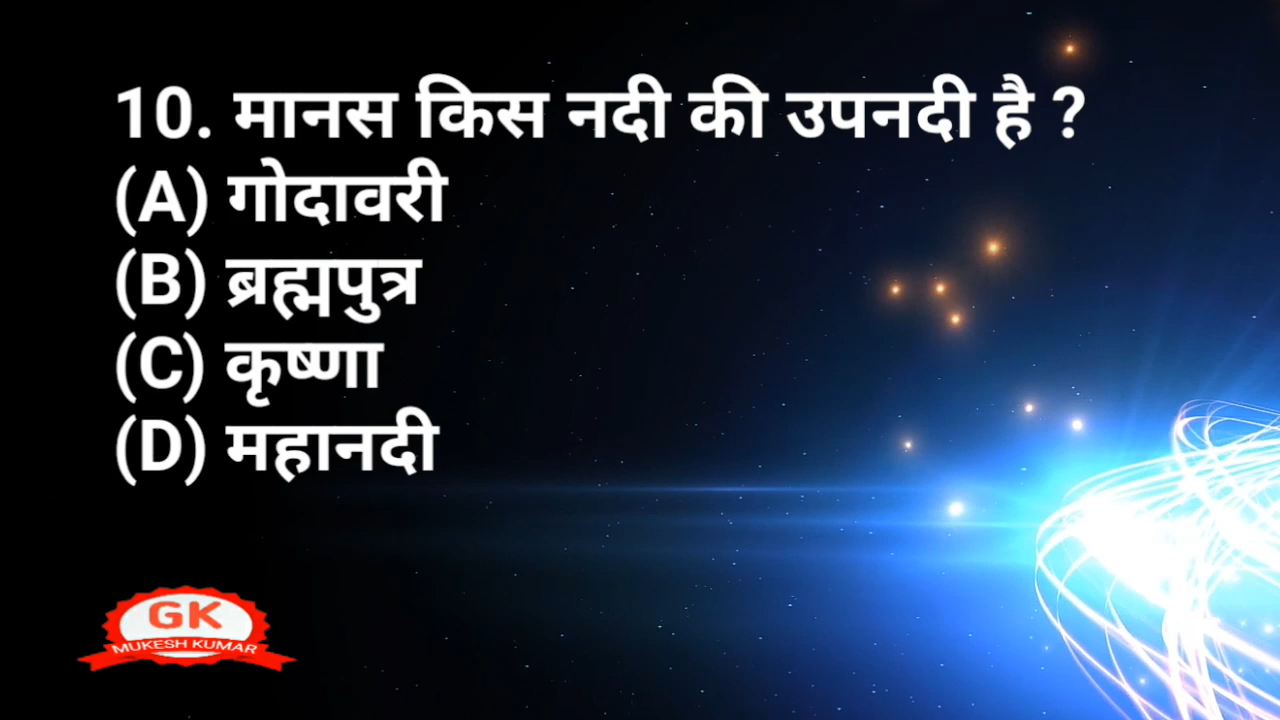 10. मानस किस नदी की उपनदी है ?
(A) गोदावरी
(B) ब्रह्मपुत्र
(C) कृष्णा
(D) महानदी
GK
MUKESH KUMAR